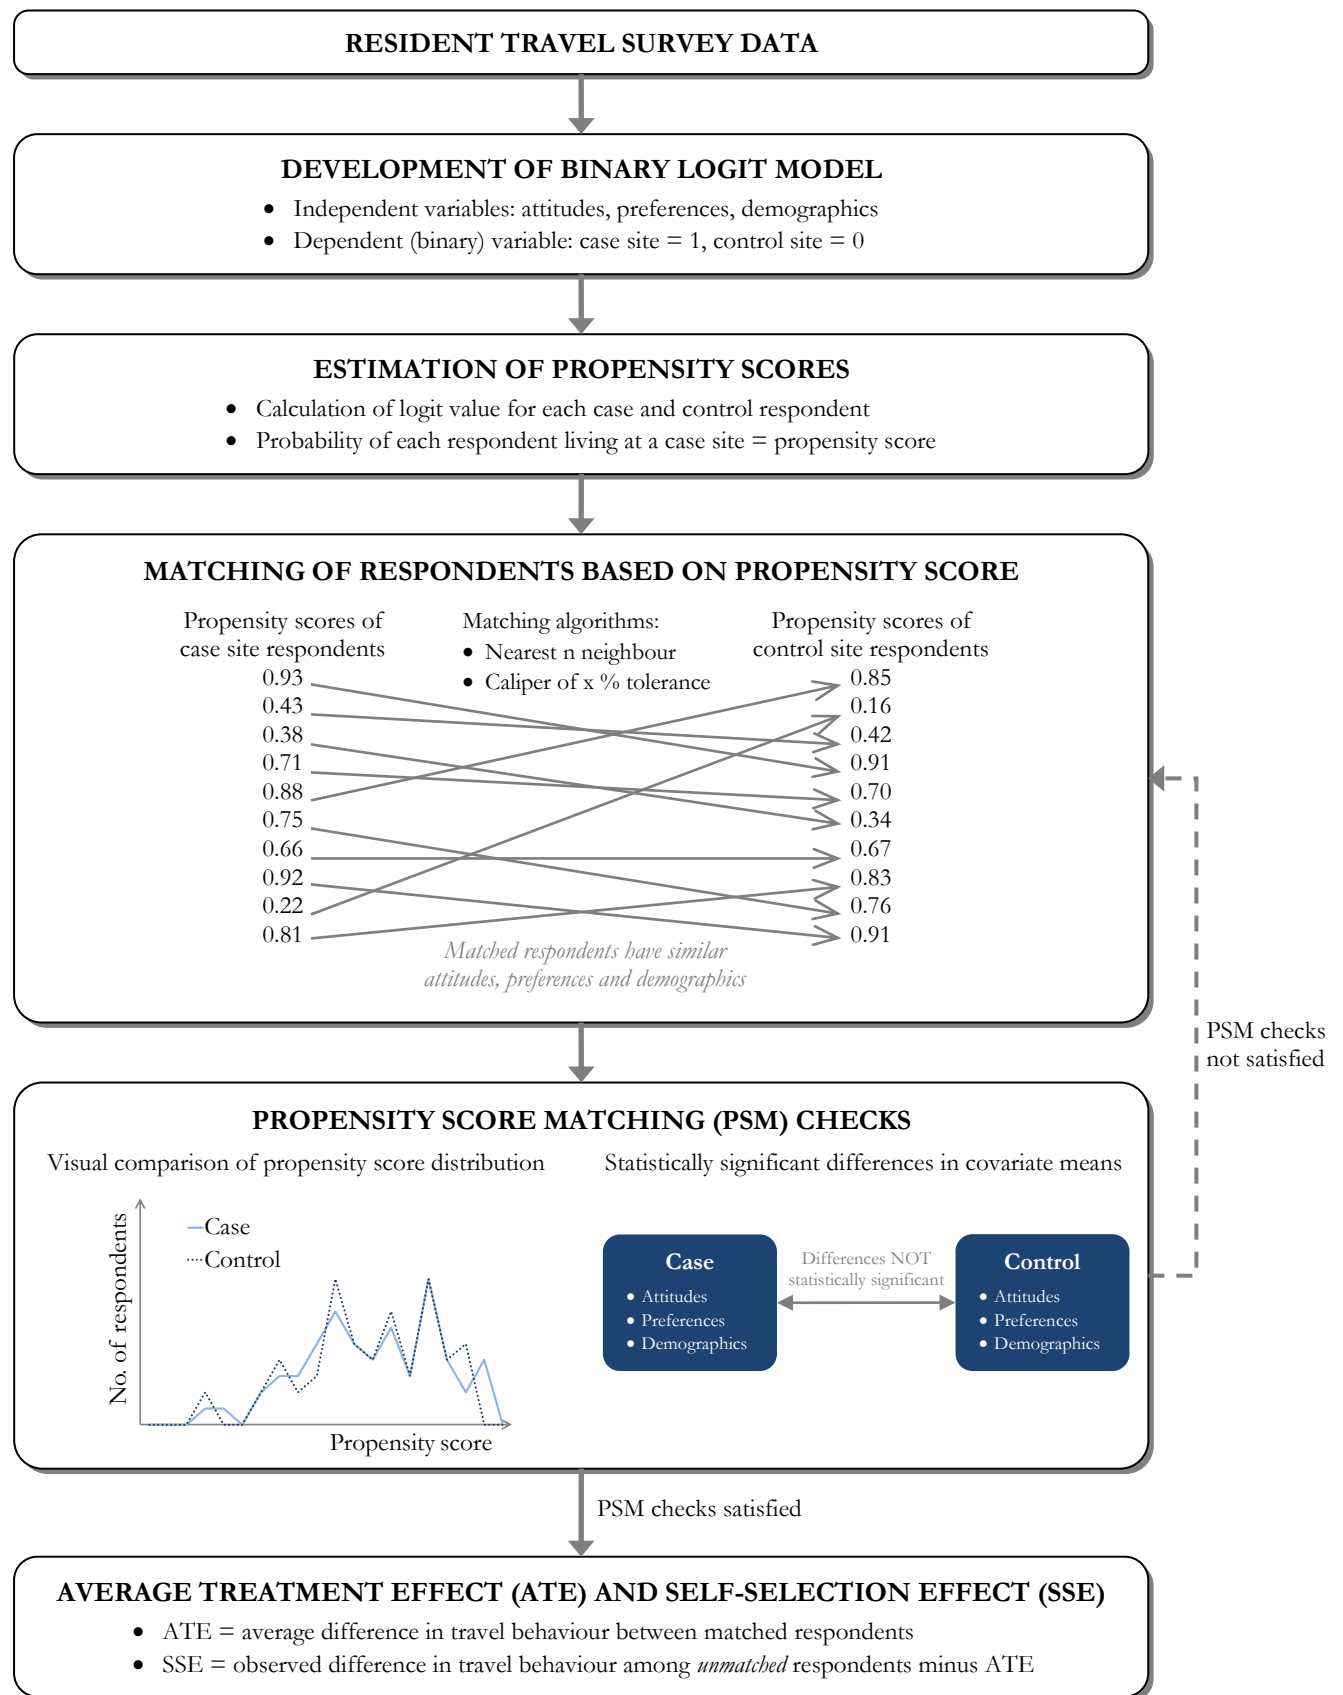 RESIDENT TRAVEL SURVEY DATA
DEVELOPMENT OF BINARY LOGIT MODEL
• Independent variables: attitudes, preferences, demographics
• Dependent (binary) variable: case site = 1, control site = 0
ESTIMATION OF PROPENSITY SCORES
• Calculation of logit value for each case and control respondent
• Probability of each respondent living at a case site = propensity score
MATCHING OF RESPONDENTS BASED ON PROPENSITY SCORE
Propensity scores of
case site respondents
0.93
0.43
0.38
0.71
0.88
0.75
0.66
0.92
0.22
0.81
Matching algorithms:
• Nearest n neighbour
• Caliper of x % tolerance
Propensity scores of
control site respondents
0.85
0.16
0.42
0.91
0.70
0.34
0.67
0.83
0.76
0.91
Matched respondents have similar
attitudes, preferences and demographics
PSM checks
not satisfied
PROPENSITY SCORE MATCHING (PSM) CHECKS
Visual comparison of propensity score distribution
No. of respondents
Case
Control
Propensity score
Statistically significant differences in covariate means
Case
• Attitudes
• Preferences
• Demographics
Differences NOT
statistically significant
Control
• Attitudes
• Preferences
• Demographics
PSM checks satisfied
AVERAGE TREATMENT EFFECT (ATE) AND SELF-SELECTION EFFECT (SSE)
• ATE = average difference in travel behaviour between matched respondents
• SSE = observed difference in travel behaviour among unmatched respondents minus ATE